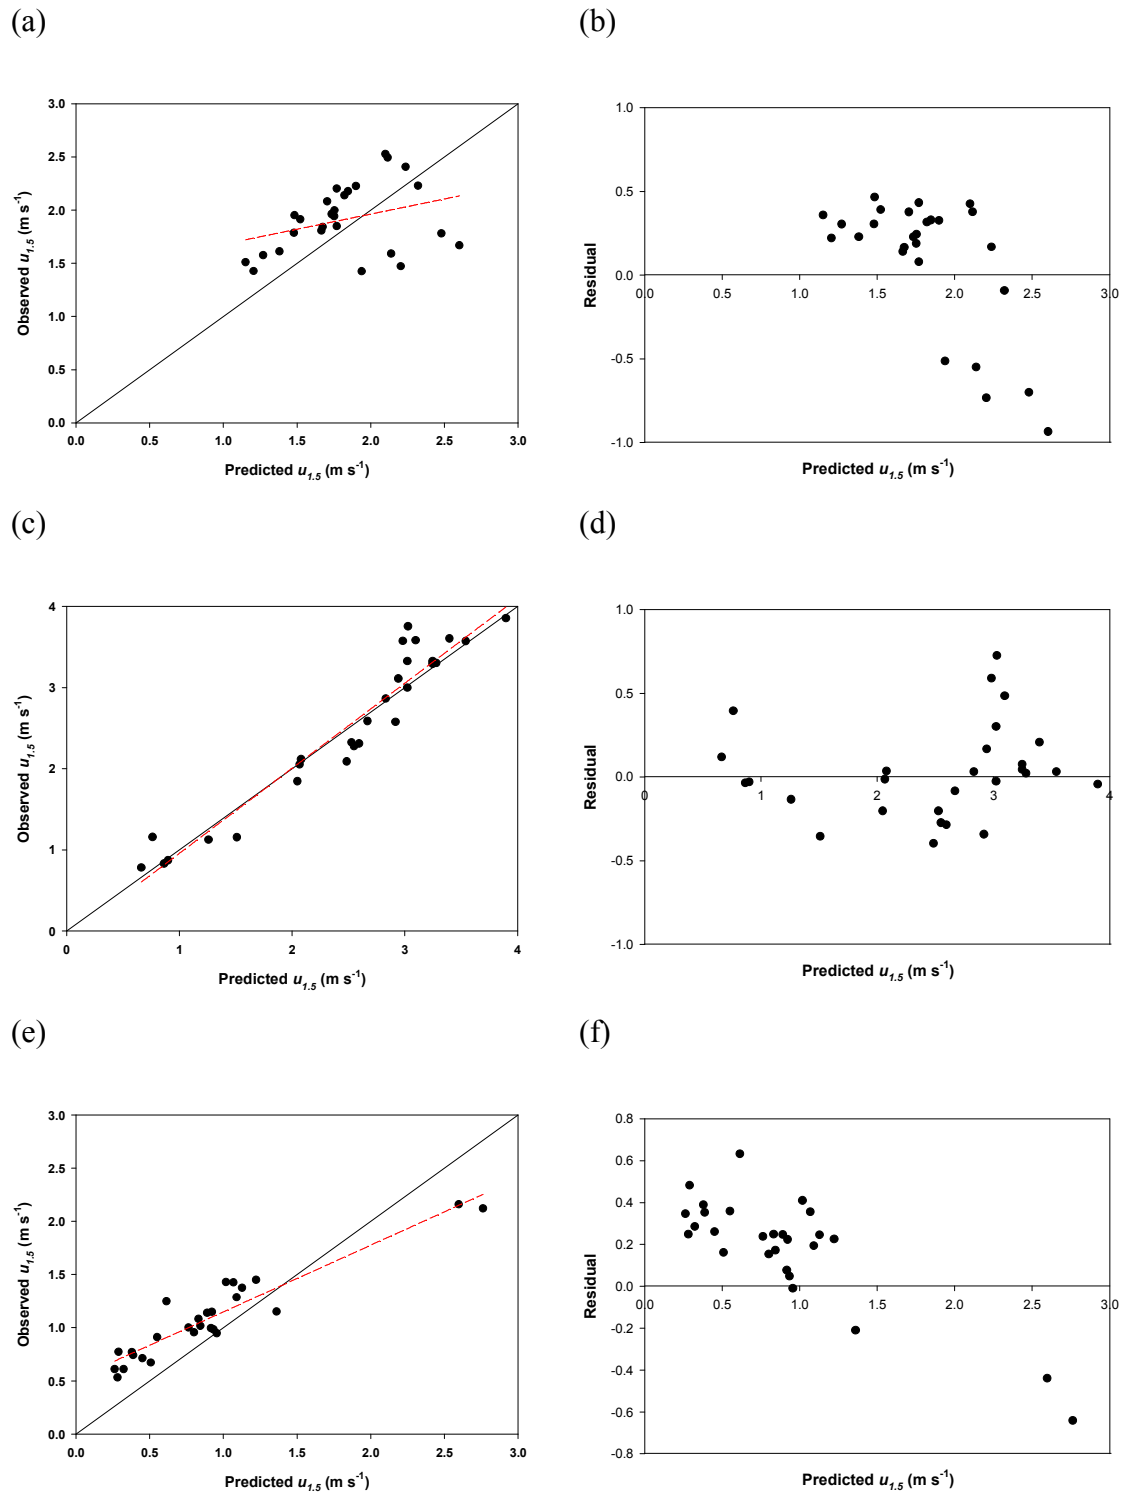 (a)
(b)
3.0
2.5
2.0
1.5
1.0
0.5
0.0
Observed u1.5 (m s-1)
0.0 0.5 1.0 1.5 2.0 2.5 3.0
Predicted u1.5 (m s-1)
1.0
0.5
0.0
-0.5
-1.0
Residual
0.0 0.5 1.0 1.5 2.0 2.5 3.0
Predicted u1.5 (m s-1)
(c)
(d)
4
3
2
1
0
Observed u1.5 (m s-1)
0 1 2 3 4
Predicted u1.5 (m s-1)
1.0
0.5
0.0
-0.5
-1.0
Residual
0 1 2 3 4
Predicted u1.5 (m s-1)
(e)
(f)
3.0
2.5
2.0
1.5
1.0
0.5
0.0
Observed u1.5 (m s-1)
0.0 0.5 1.0 1.5 2.0 2.5 3.0
Predicted u1.5 (m s-1)
0.8
0.6
0.4
0.2
0.0
-0.2
-0.4
-0.6
-0.8
Residual
0.0 0.5 1.0 1.5 2.0 2.5 3.0
Predicted u1.5 (m s-1)